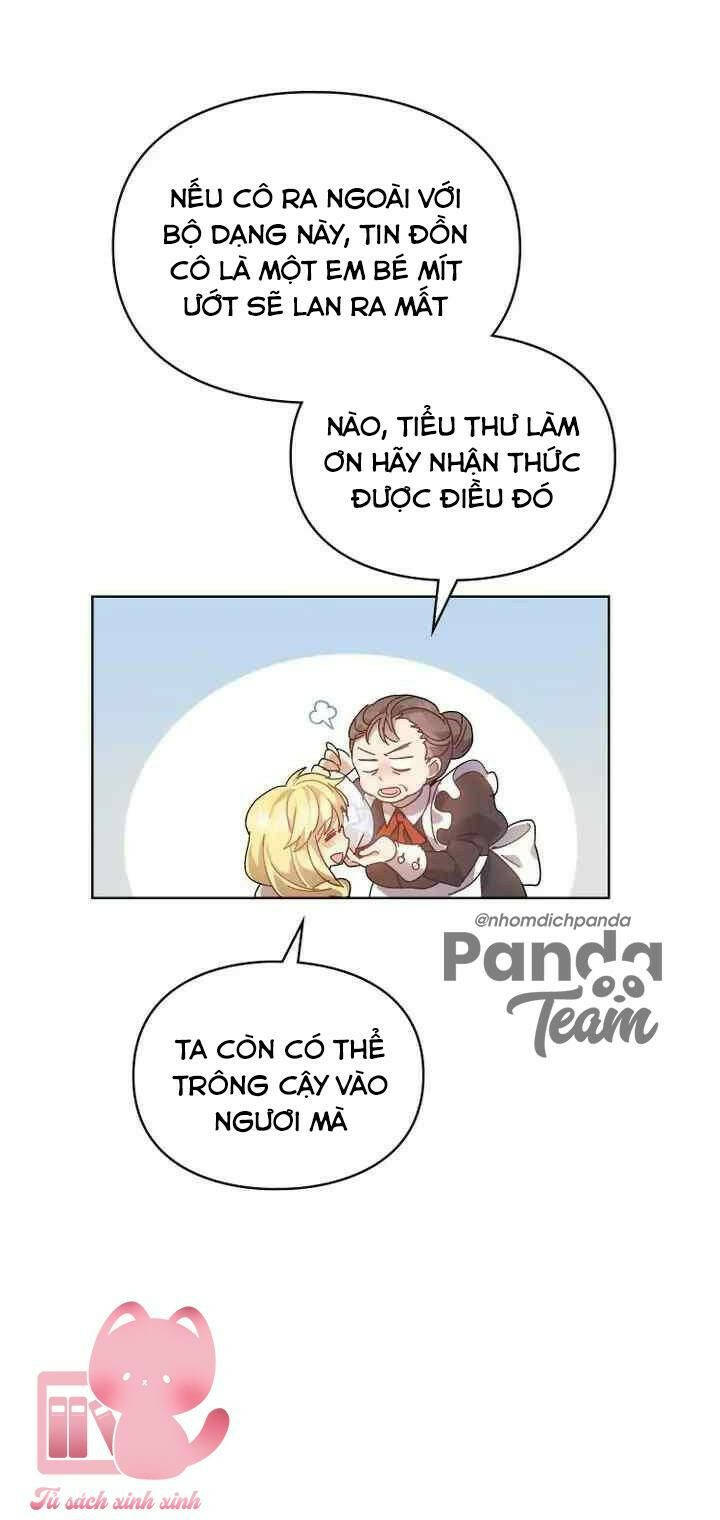 NẾU CÔ RA NGOÀI VỚI
BỘ DẠNG NÀY, TIN ĐỒN
CÔ LÀ MỘT EM BÉ MÍT
ƯỚT SẼ LAN RA MẤT
NÀO, TIỂU THƯ LÀM
ƠN HÃY NHẬN THỨC
ĐƯỢC ĐIỀU ĐÓ
@nhomdichpanda
Panda
Team
TA CÒN CÓ THỂ
TRÔNG CẬY VÀO
NGƯƠI MÀ
Tủ sách xinh xinh